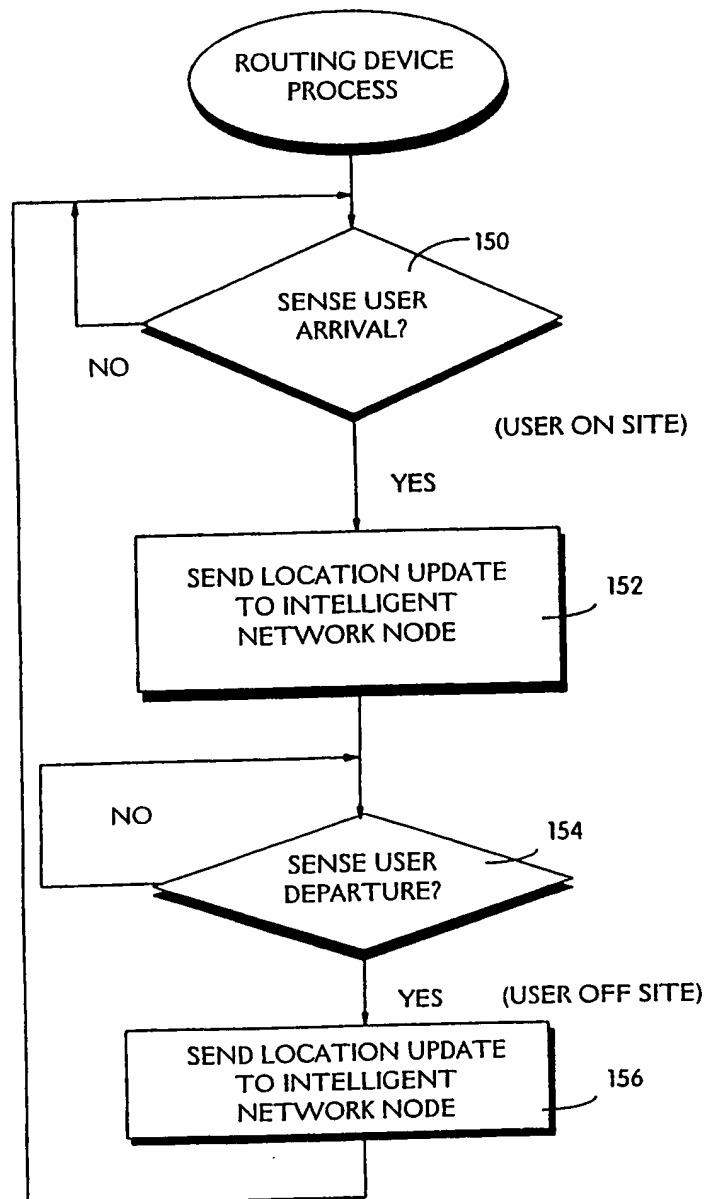 ROUTING DEVICE
PROCESS
150
SENSE USER
ARRIVAL?
NO
(USER ON SITE)
YES
SEND LOCATION UPDATE
TO INTELLIGENT
NETWORK NODE
152
NO
154
SENSE USER
DEPARTURE?
YES
(USER OFF SITE)
SEND LOCATION UPDATE
TO INTELLIGENT
NETWORK NODE
156